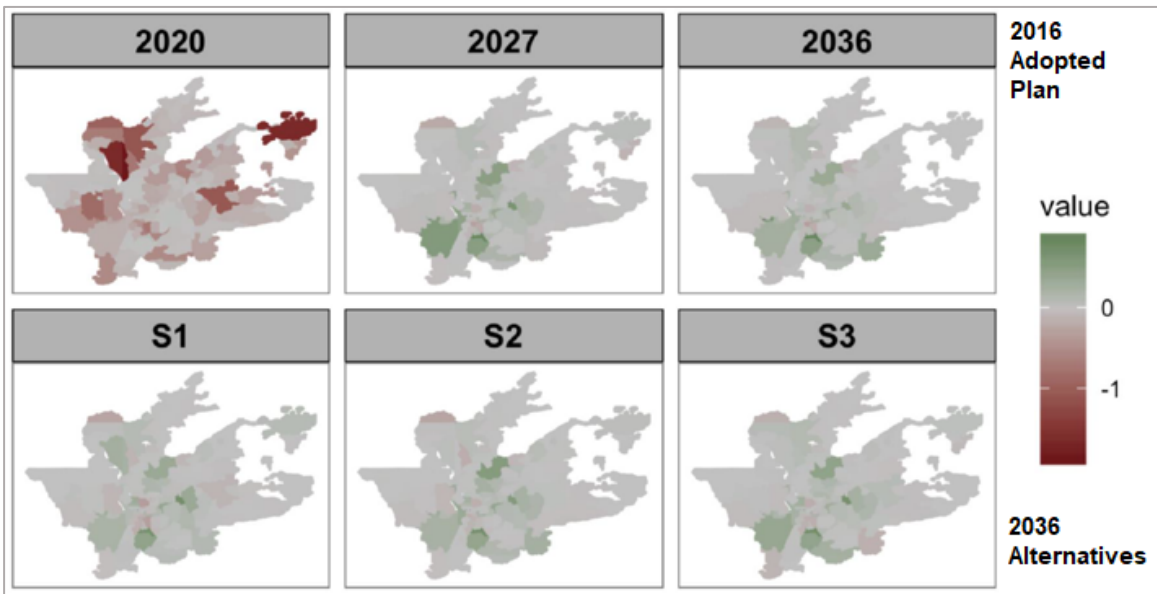 2020
2027
2036
2016
Adopted
Plan
S1
S2
S3
value
0
-1
2036
Alternatives